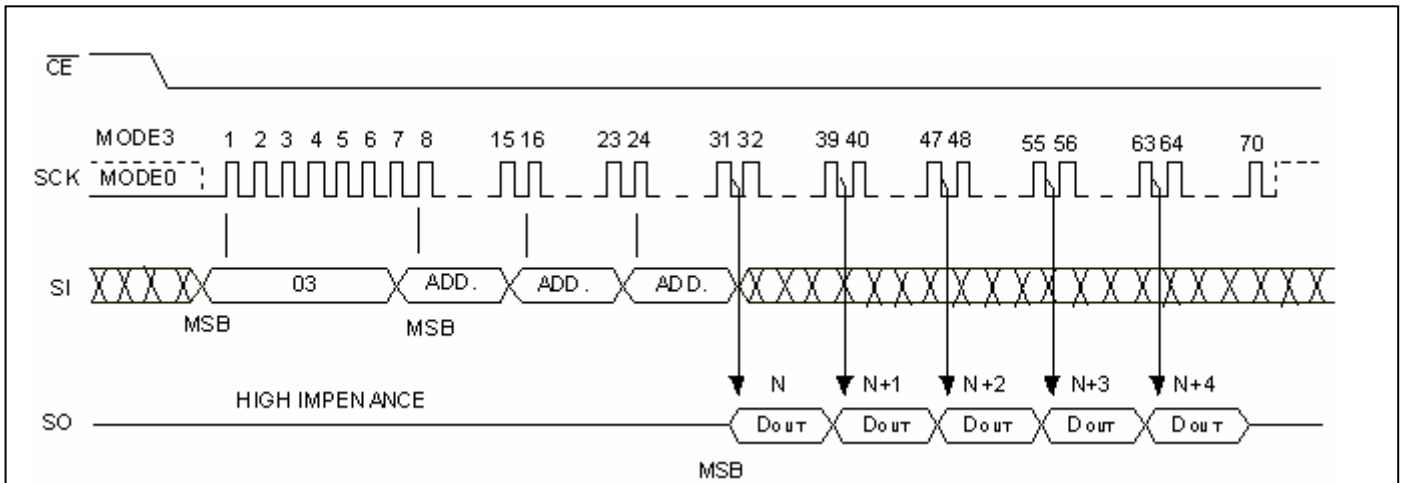 CE
MODE3 1 2 3 4 5 6 7 8 15 16 23 24 31 32 39 40 47 48 55 56 63 64 70
SCK MODE0
SI 03 ADD. ADD. ADD.
MSB MSB
HIGH IMPENANCE N N+1 N+2 N+3 N+4
SO DOUT DOUT DOUT DOUT DOUT
MSB